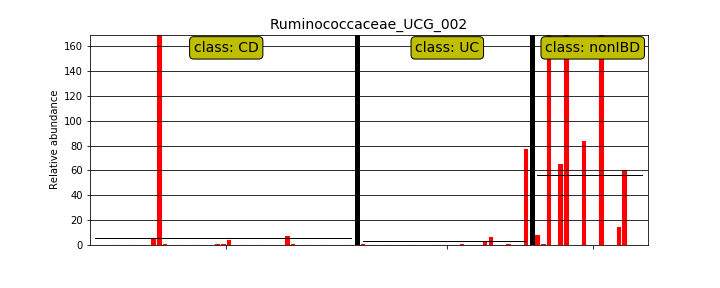 Ruminococcaceae_UCG_002
class: CD
class: UC
class: nonIBD
Relative abundance
160
140
120
100
80
60
40
20
0